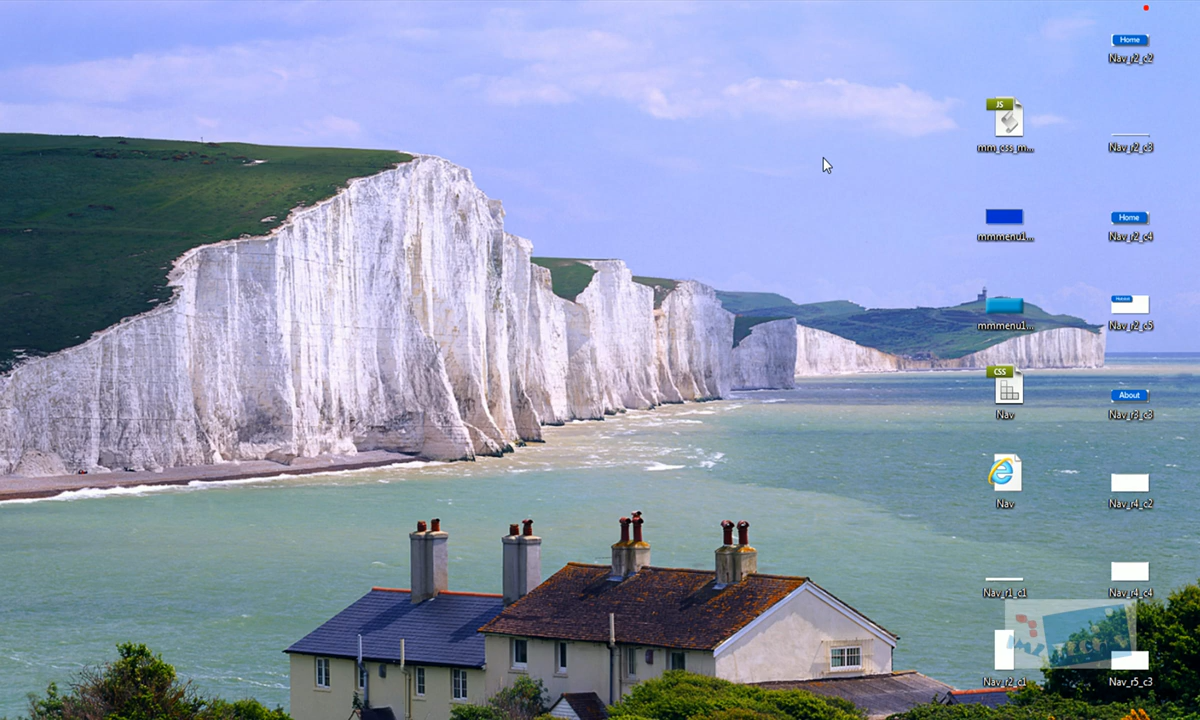 Home
Nav_r2_c2
JS
mm_css_m...
Nav_r2_c3
mmmenu1...
Home
Nav_r2_c4
mmmenu1...
Nav_r2_c5
CSS
Nav
About
Nav_r3_c3
Nav
Nav_r4_c2
Nav_r1_c1
Nav_r4_c4
Nav_r2_c1
Nav_r5_c3